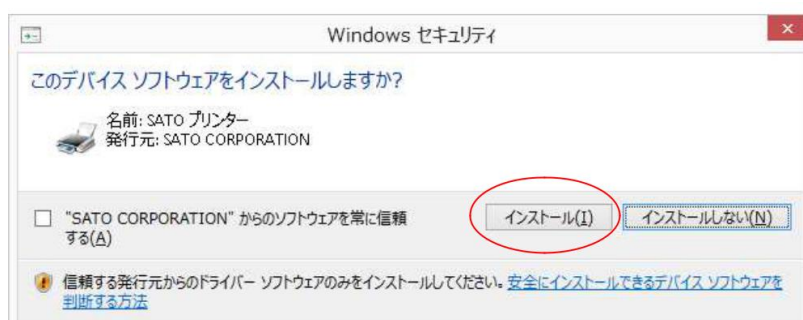 Windows セキュリティ
このデバイス ソフトウェアをインストールしますか?
名前: SATO プリンター
発行元: SATO CORPORATION
"SATO CORPORATION" からのソフトウェアを常に信頼
する(A)
インストール(I)
インストールしない(N)
信頼する発行元からのドライバー ソフトウェアのみをインストールしてください。安全にインストールできるデバイス ソフトウェアを
判断する方法